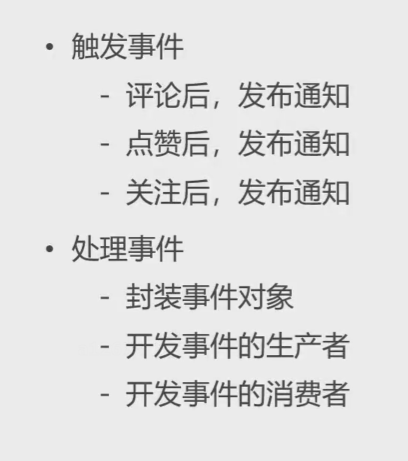 • 触发事件
- 评论后，发布通知
- 点赞后，发布通知
- 关注后，发布通知
• 处理事件
- 封装事件对象
- 开发事件的生产者
- 开发事件的消费者